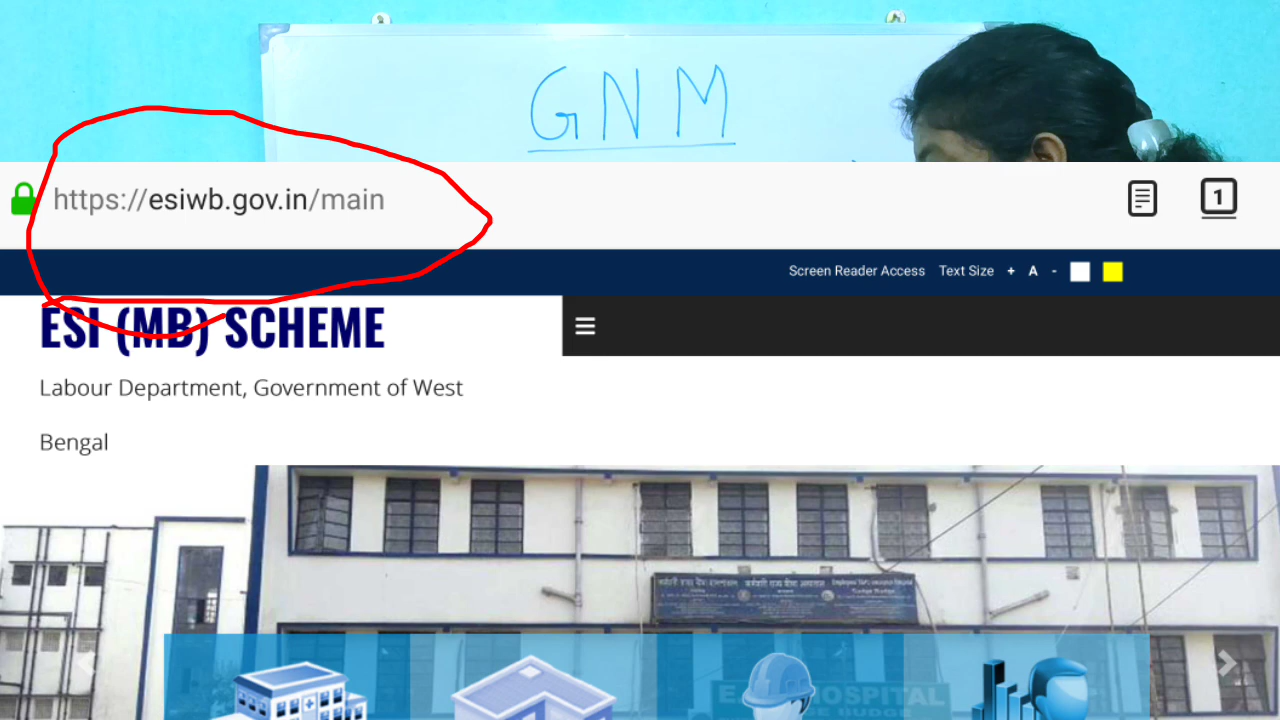 GNM
https://esiwb.gov.in/main
1
Screen Reader Access Text Size + A -
ESI (MB) SCHEME
Labour Department, Government of West
Bengal
HOSPITAL